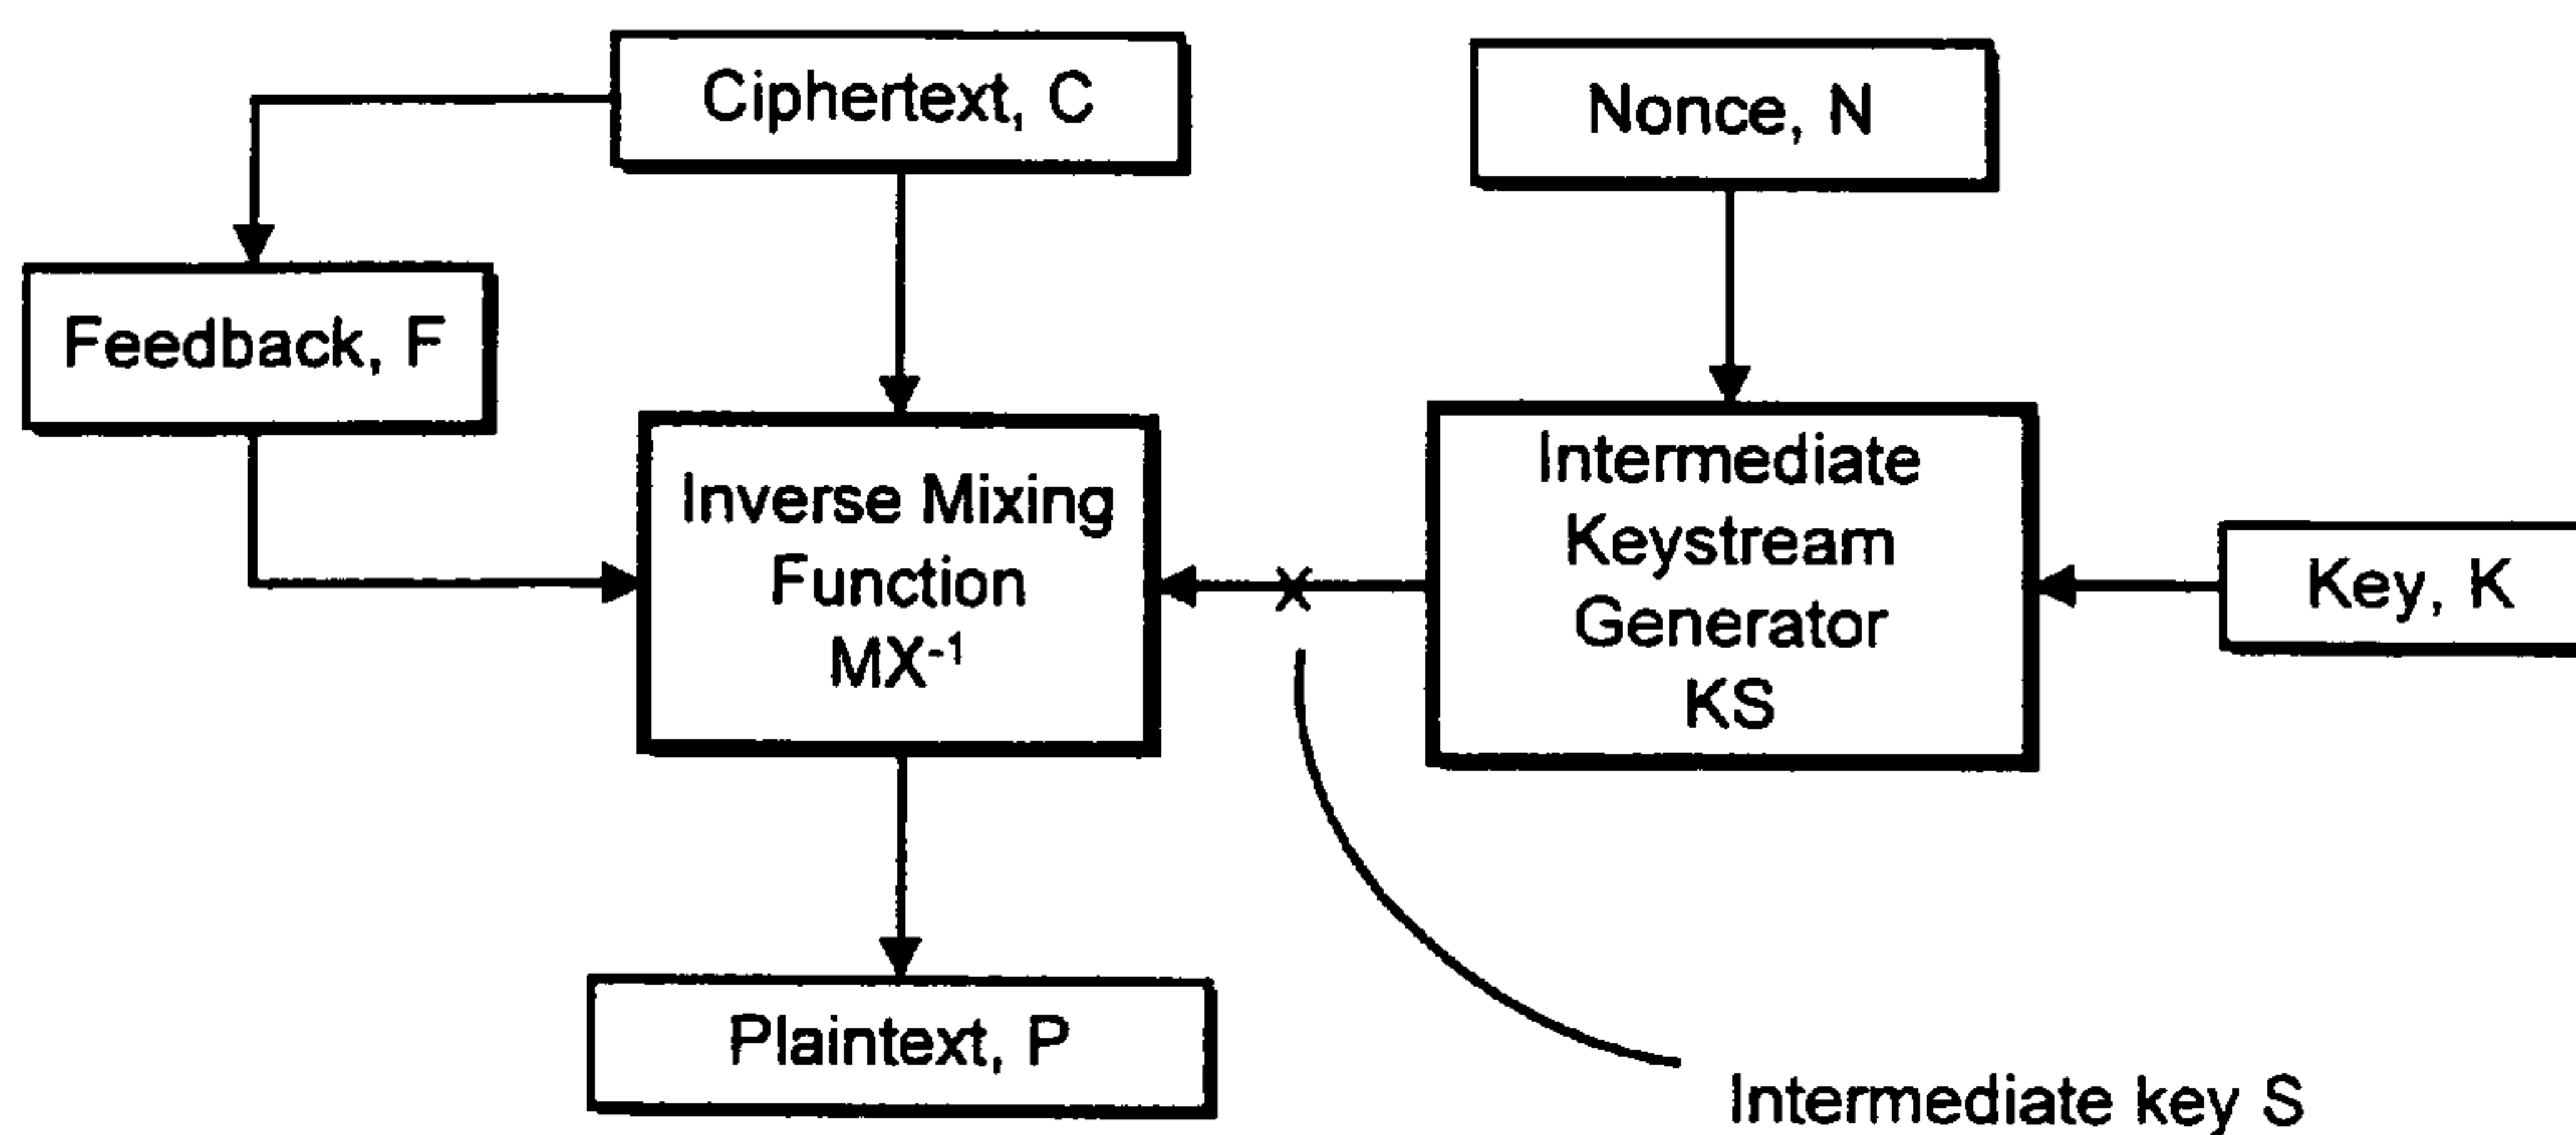 Ciphertext, C
Nonce, N
Feedback, F
Inverse Mixing
Function
MX⁻¹
Intermediate
Keystream
Generator
KS
Key, K
Plaintext, P
Intermediate key S